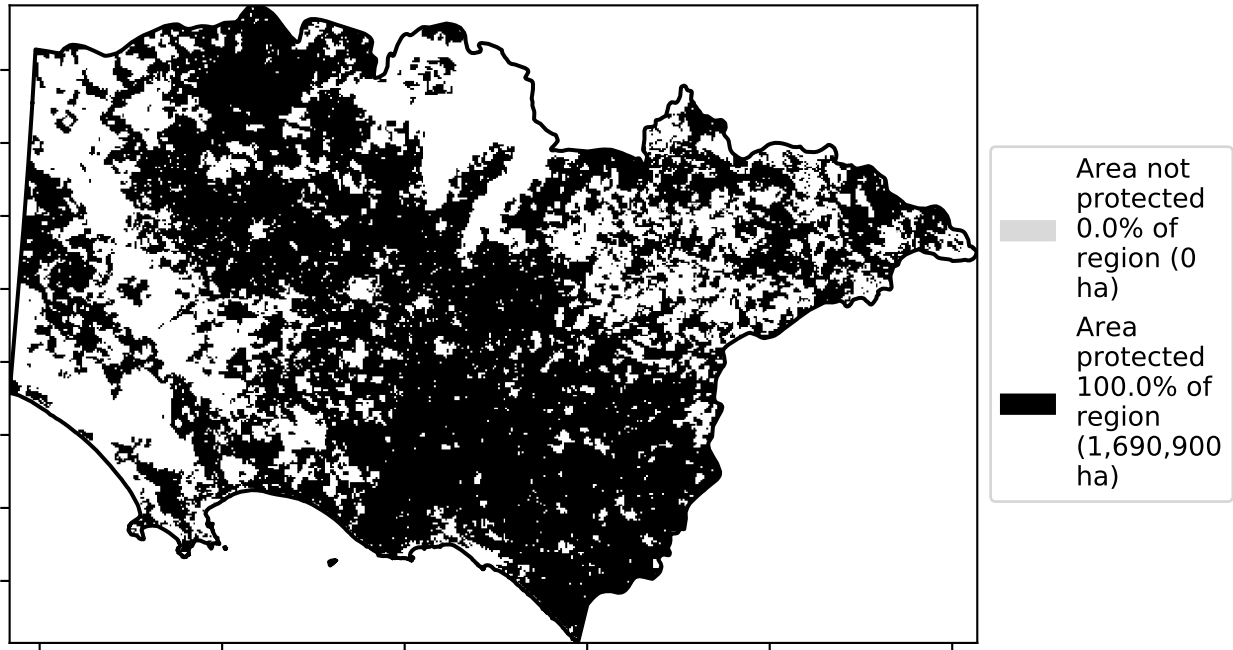 Area not
protected
0.0% of
region (0
ha)
Area
protected
100.0% of
region
(1,690,900
ha)